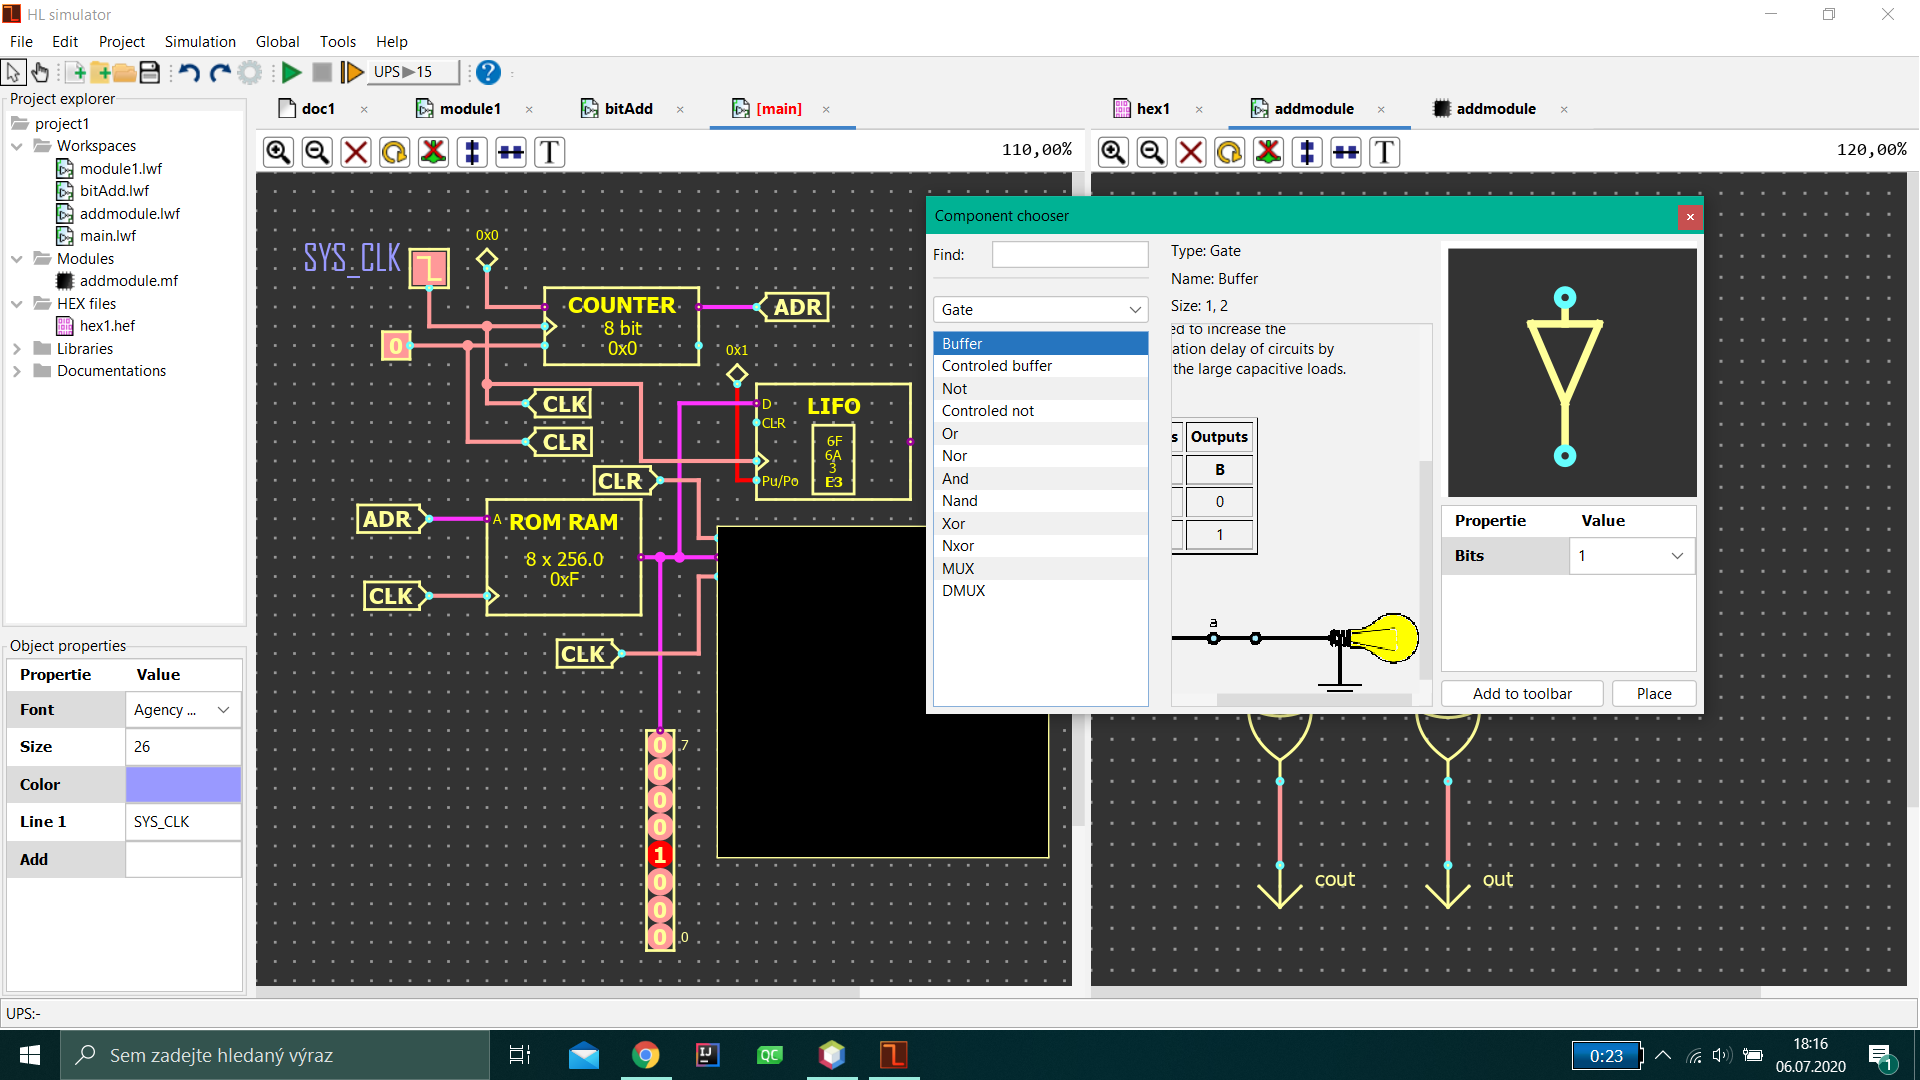 HL simulator
File Edit Project Simulation Global Tools Help
UPS▶15
Project explorer
project1
Workspaces
module1.lwf
bitAdd.lwf
addmodule.lwf
main.lwf
Modules
addmodule.mf
HEX files
hex1.hef
Libraries
Documentations
Object properties
Propertie Value
Font Agency ...
Size 26
Color
Line 1 SYS_CLK
Add
UPS:-
doc1 module1 bitAdd [main]
110,00%
SYS_CLK
0x0
COUNTER
8 bit
0x0
ADR
0
0x1
CLK
CLR
D
LIFO
CLR
6F
6A
3
E3
Pu/Po
CLR
ADR
A
ROM RAM
8 x 256.0
0xF
CLK
CLK
0 7
0
0
0
1
0
0
0 0
hex1 addmodule addmodule
120,00%
Component chooser
Find:
Gate
Buffer
Controled buffer
Not
Controled not
Or
Nor
And
Nand
Xor
Nxor
MUX
DMUX
Type: Gate
Name: Buffer
Size: 1, 2
ed to increase the
ation delay of circuits by
the large capacitive loads.
s Outputs
B
0
1
a
Propertie Value
Bits 1
Add to toolbar Place
cout out
Sem zadejte hledaný výraz
QC
0:23
18:16
06.07.2020
1